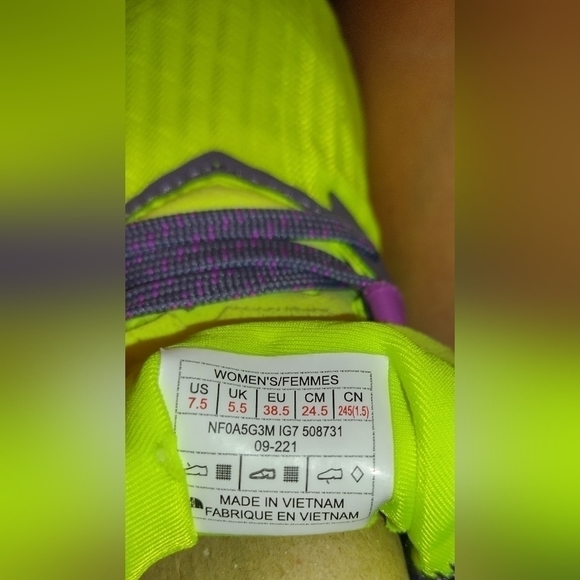 WOMEN'S/FEMMES
US UK EU CM CN
7.5 5.5 38.5 24.5 245(1.5)
NF0A5G3M IG7 508731
09-221
MADE IN VIETNAM
FABRIQUE EN VIETNAM